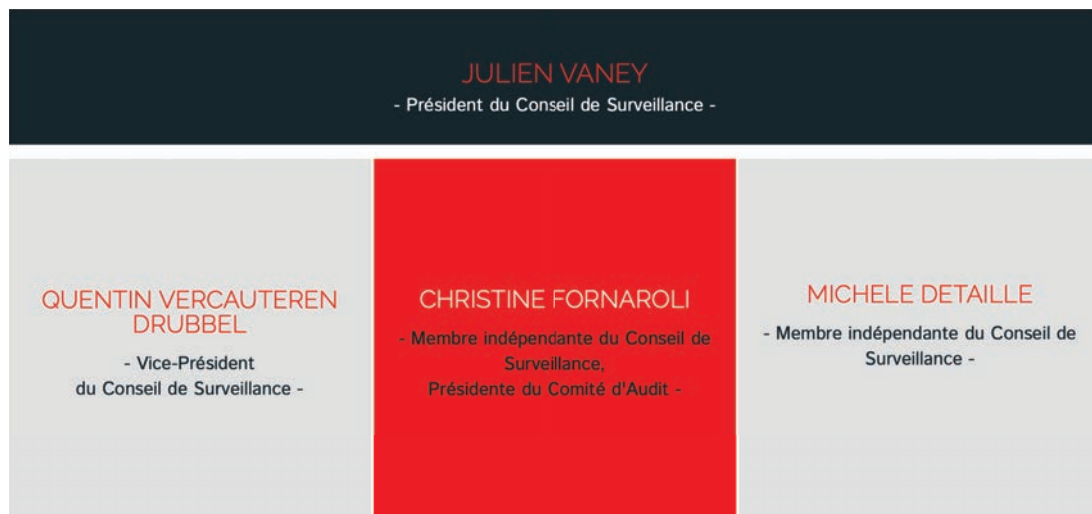 JULIEN VANEY
- Président du Conseil de Surveillance -
QUENTIN VERCAUTEREN
DRUBBEL
- Vice-Président
du Conseil de Surveillance -
CHRISTINE FORNAROLI
- Membre indépendante du Conseil de
Surveillance,
Présidente du Comité d'Audit -
MICHELE DETAILLE
- Membre indépendante du Conseil de
Surveillance -